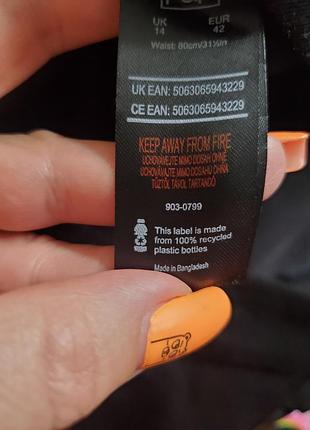 UK EUR
14 42
Waist: 80cm/31½in
UK EAN: 5063065943229
CE EAN: 5063065943229
KEEP AWAY FROM FIRE
UCHOVÁVEJTE MIMO DOSAH OHNĚ
UCHOVÁVAJTE MIMO DOSAHU OHŇA
TŰZTŐL TÁVOL TARTANDÓ
903-0799
This label is made
from 100% recycled
plastic bottles
Made in Bangladesh